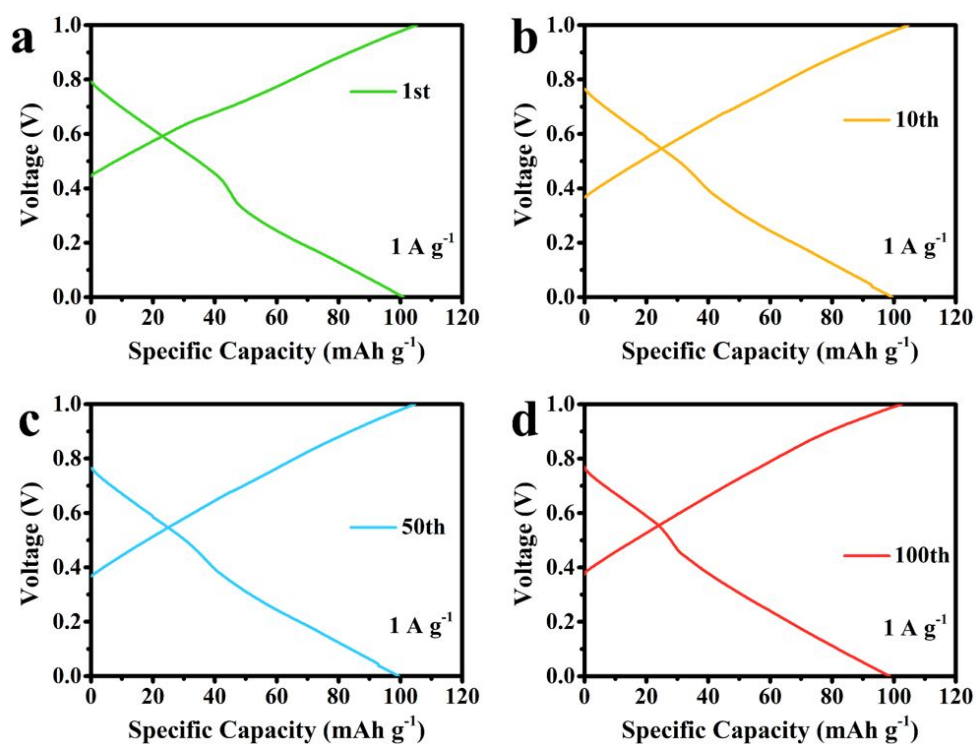 a
Voltage (V)
1.0
0.8
0.6
0.4
0.2
0.0
1st
1 A g⁻¹
0 20 40 60 80 100 120
Specific Capacity (mAh g⁻¹)
b
Voltage (V)
1.0
0.8
0.6
0.4
0.2
0.0
10th
1 A g⁻¹
0 20 40 60 80 100 120
Specific Capacity (mAh g⁻¹)
c
Voltage (V)
1.0
0.8
0.6
0.4
0.2
0.0
50th
1 A g⁻¹
0 20 40 60 80 100 120
Specific Capacity (mAh g⁻¹)
d
Voltage (V)
1.0
0.8
0.6
0.4
0.2
0.0
100th
1 A g⁻¹
0 20 40 60 80 100 120
Specific Capacity (mAh g⁻¹)